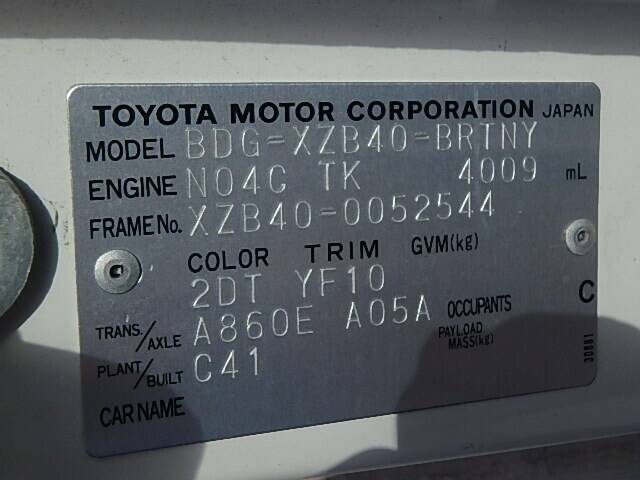 TOYOTA MOTOR CORPORATION JAPAN
MODEL BDG-XZB40-BRTNY
ENGINE N04C TK 4009 mL
FRAME No. XZB40-0052544
COLOR TRIM GVM(kg)
2DT YF10
TRANS./AXLE A860E A05A OCCUPANTS C
PAYLOAD MASS(kg)
PLANT/BUILT C41
CAR NAME
30881